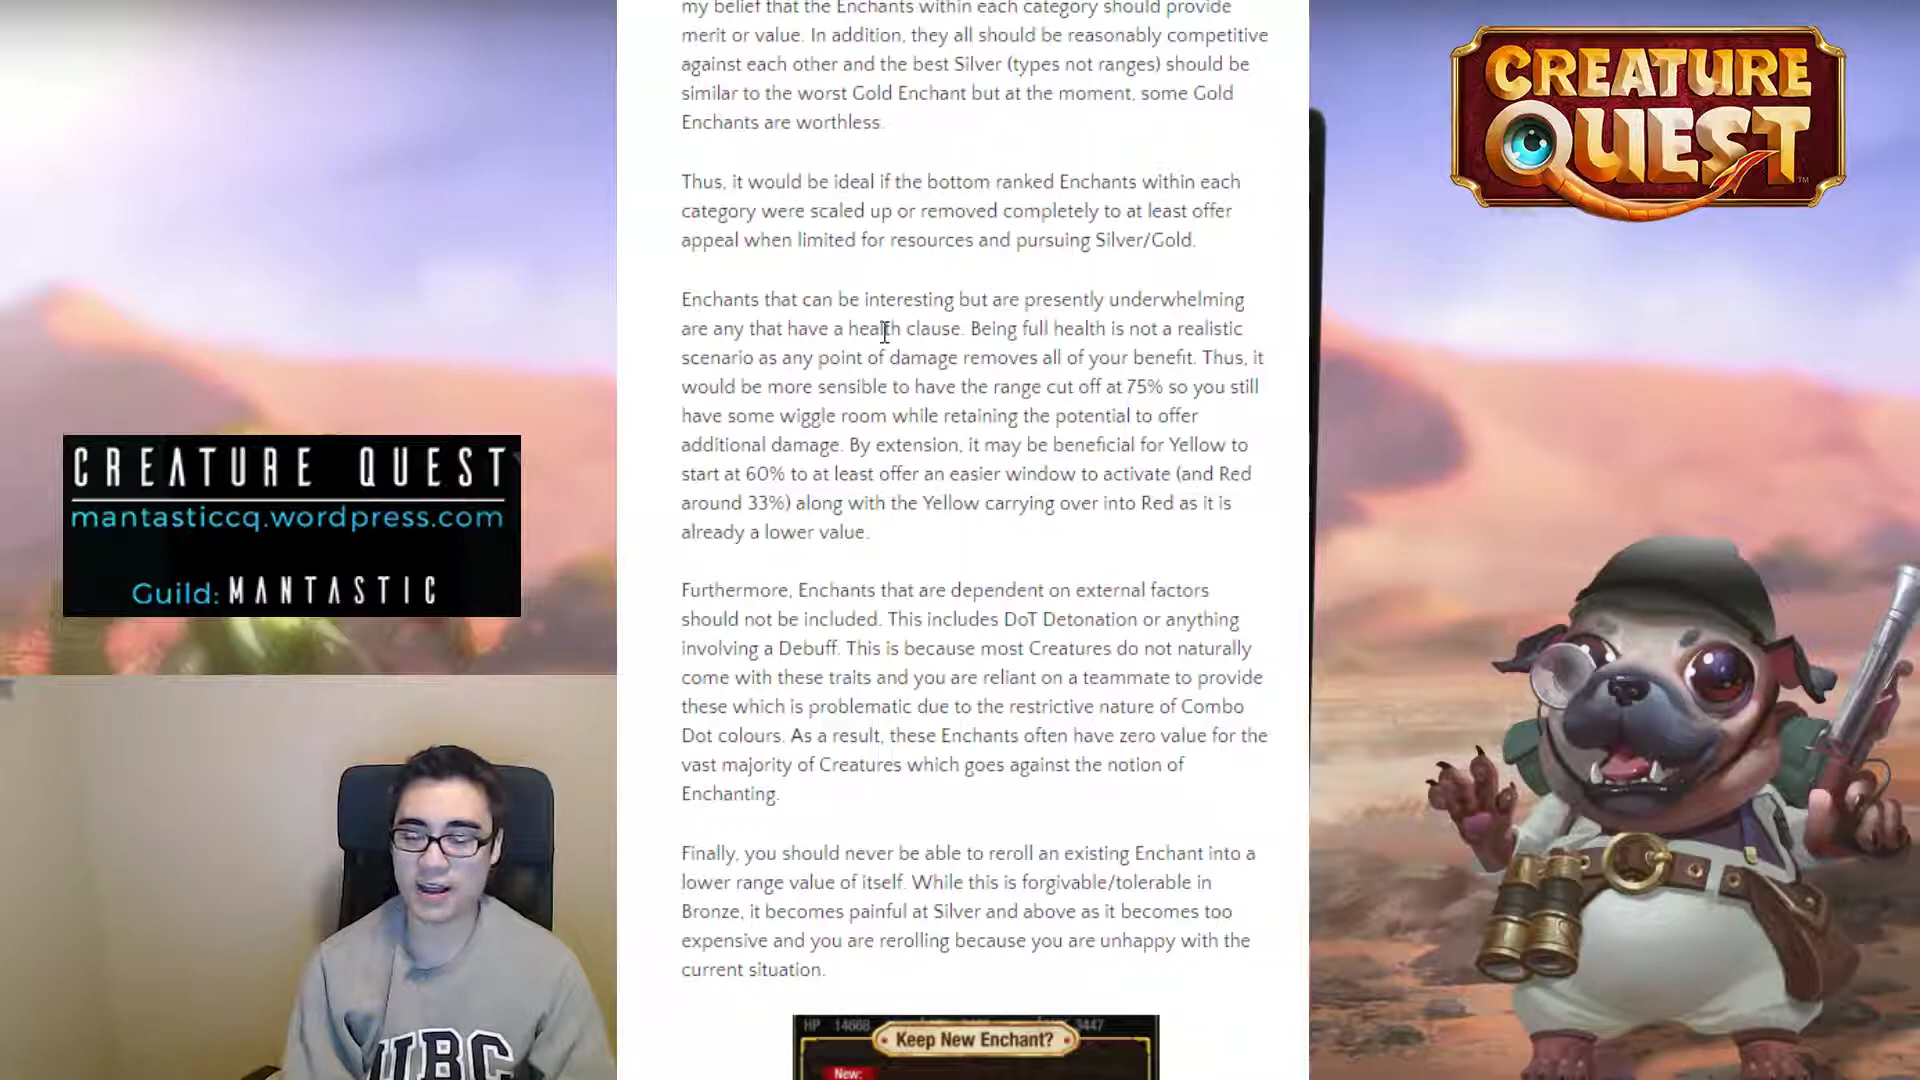 my belief that the Enchants within each category should provide
merit or value. In addition, they all should be reasonably competitive
against each other and the best Silver (types not ranges) should be
similar to the worst Gold Enchant but at the moment, some Gold
Enchants are worthless.
Thus, it would be ideal if the bottom ranked Enchants within each
category were scaled up or removed completely to at least offer
appeal when limited for resources and pursuing Silver/Gold.
Enchants that can be interesting but are presently underwhelming
are any that have a health clause. Being full health is not a realistic
scenario as any point of damage removes all of your benefit. Thus, it
would be more sensible to have the range cut off at 75% so you still
have some wiggle room while retaining the potential to offer
additional damage. By extension, it may be beneficial for Yellow to
start at 60% to at least offer an easier window to activate (and Red
around 33%) along with the Yellow carrying over into Red as it is
already a lower value.
Furthermore, Enchants that are dependent on external factors
should not be included. This includes DoT Detonation or anything
involving a Debuff. This is because most Creatures do not naturally
come with these traits and you are reliant on a teammate to provide
these which is problematic due to the restrictive nature of Combo
Dot colours. As a result, these Enchants often have zero value for the
vast majority of Creatures which goes against the notion of
Enchanting.
Finally, you should never be able to reroll an existing Enchant into a
lower range value of itself. While this is forgivable/tolerable in
Bronze, it becomes painful at Silver and above as it becomes too
expensive and you are rerolling because you are unhappy with the
current situation.
HP 14668
3447
Keep New Enchant?
New:
CREATURE QUEST
mantasticcq.wordpress.com
Guild: MANTASTIC
UBC
CREATURE
QUEST
TM